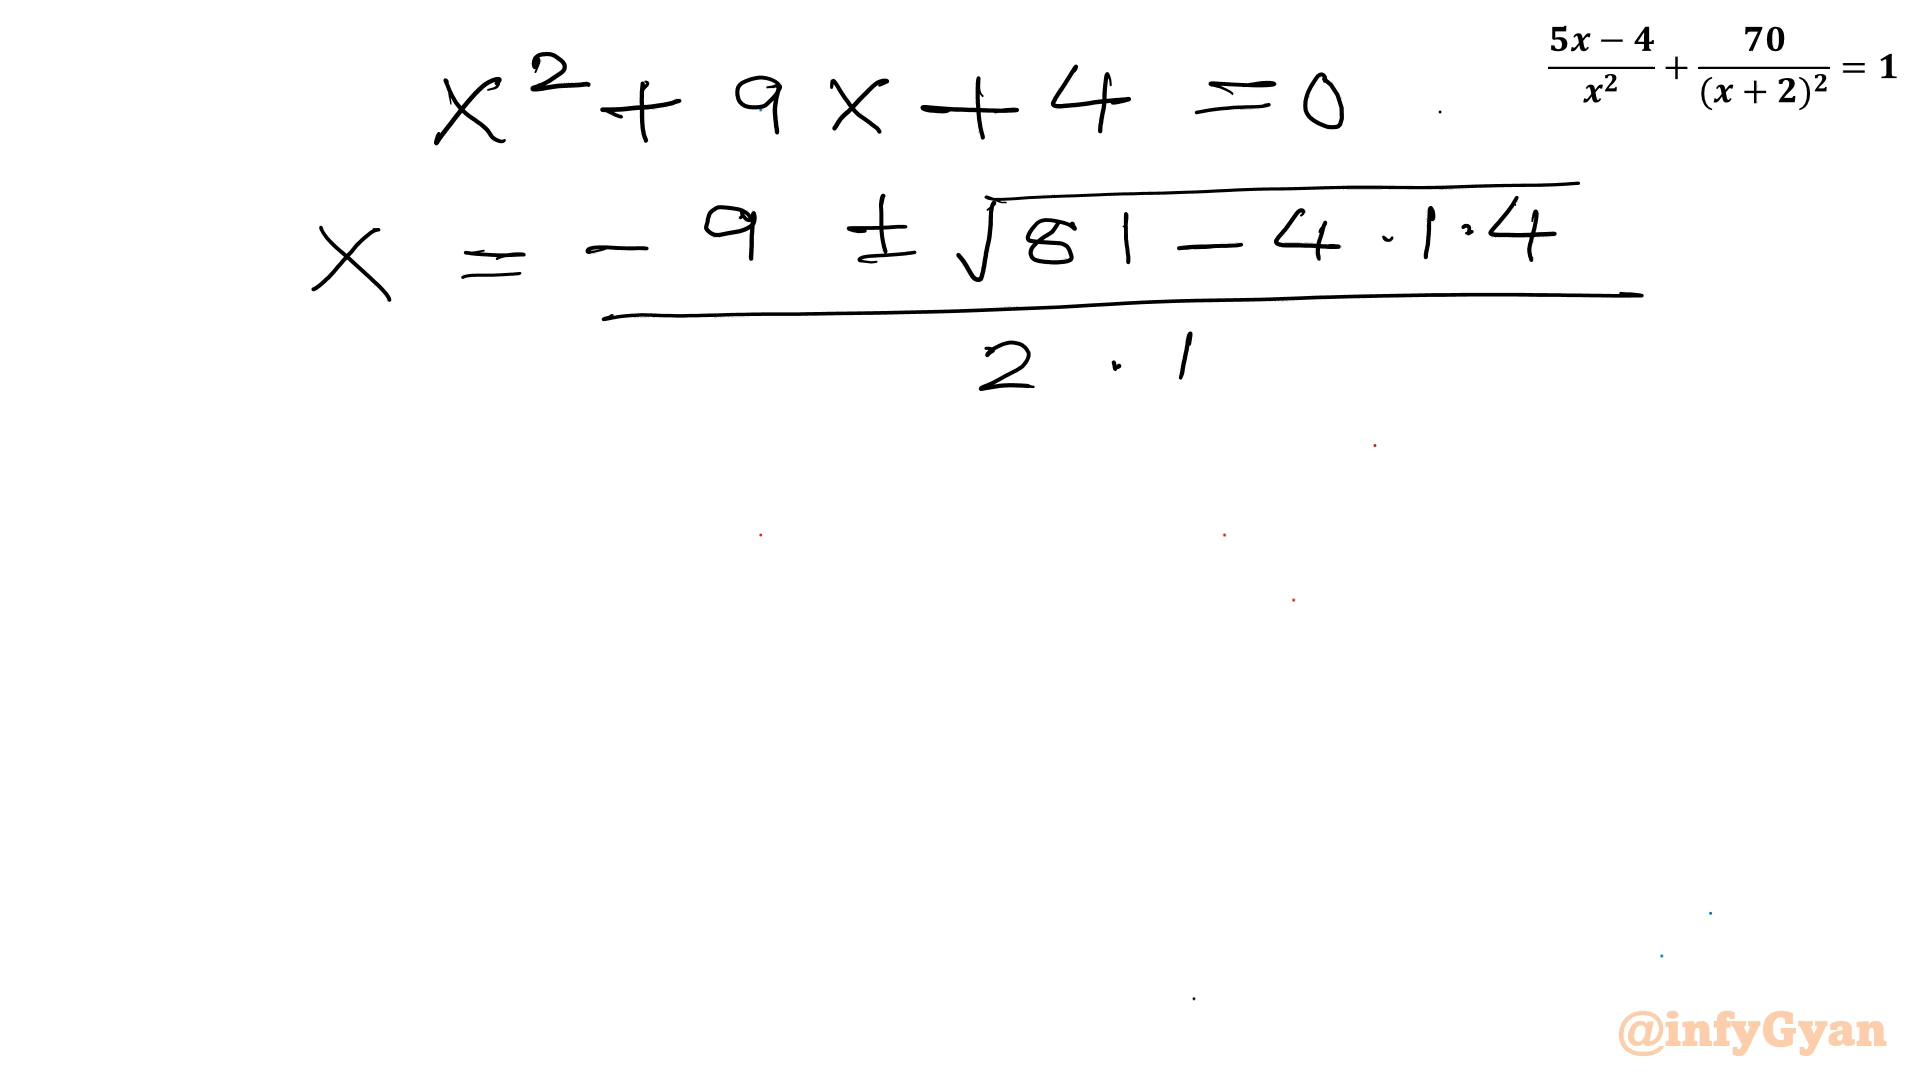 x² + 9x + 4 = 0
(5x − 4)/x² + 70/(x + 2)² = 1
x = (−9 ± √(81 − 4 · 1 · 4))/(2 · 1)
@infyGyan